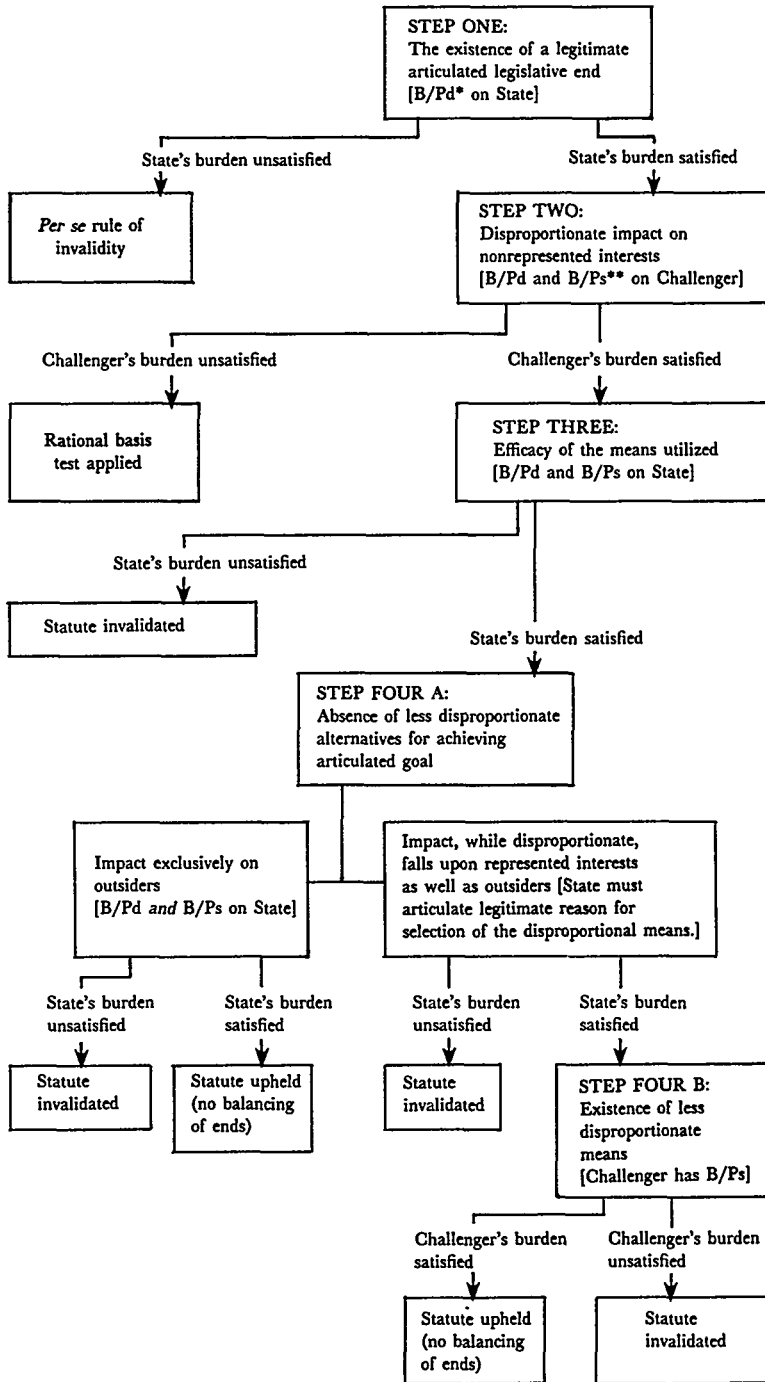 STEP ONE:
The existence of a legitimate
articulated legislative end
[B/Pd* on State]
State's burden unsatisfied
State's burden satisfied
Per se rule of
invalidity
STEP TWO:
Disproportionate impact on
nonrepresented interests
[B/Pd and B/Ps** on Challenger]
Challenger's burden unsatisfied
Challenger's burden satisfied
Rational basis
test applied
STEP THREE:
Efficacy of the means utilized
[B/Pd and B/Ps on State]
State's burden unsatisfied
Statute invalidated
State's burden satisfied
STEP FOUR A:
Absence of less disproportionate
alternatives for achieving
articulated goal
Impact exclusively on
outsiders
[B/Pd and B/Ps on State]
Impact, while disproportionate,
falls upon represented interests
as well as outsiders [State must
articulate legitimate reason for
selection of the disproportional means.]
State's burden
unsatisfied
State's burden
satisfied
State's burden
unsatisfied
State's burden
satisfied
Statute
invalidated
Statute upheld
(no balancing
of ends)
Statute
invalidated
STEP FOUR B:
Existence of less
disproportionate
means
[Challenger has B/Ps]
Challenger's burden
satisfied
Challenger's burden
unsatisfied
Statute upheld
(no balancing
of ends)
Statute
invalidated